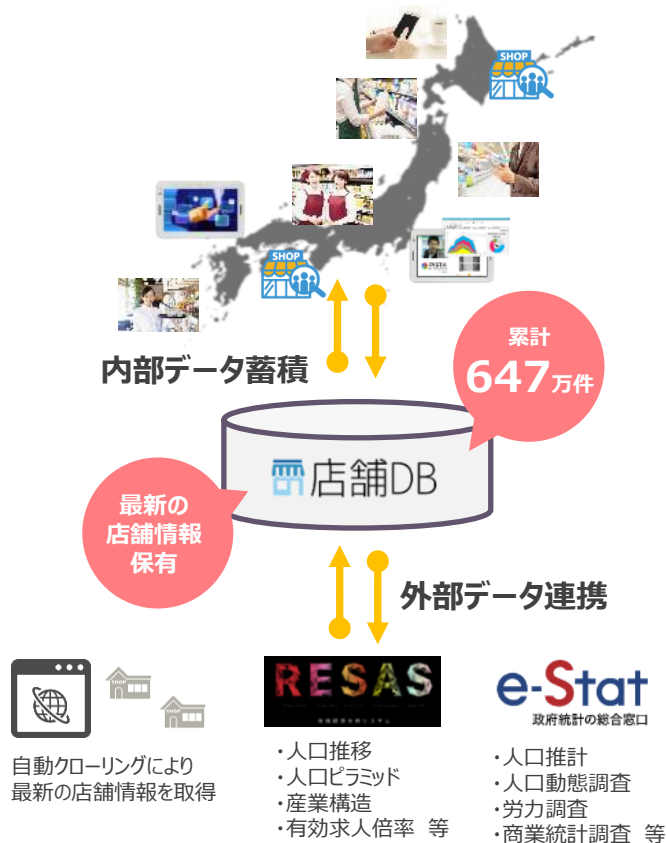 SHOP
SHOP
内部データ蓄積
累計
647万件
店舗DB
最新の
店舗情報
保有
外部データ連携
SHOP
SHOP
RESAS
e-Stat
政府統計の総合窓口
自動クローリングにより
最新の店舗情報を取得
・人口推移
・人口ピラミッド
・産業構造
・有効求人倍率 等
・人口推計
・人口動態調査
・労力調査
・商業統計調査 等